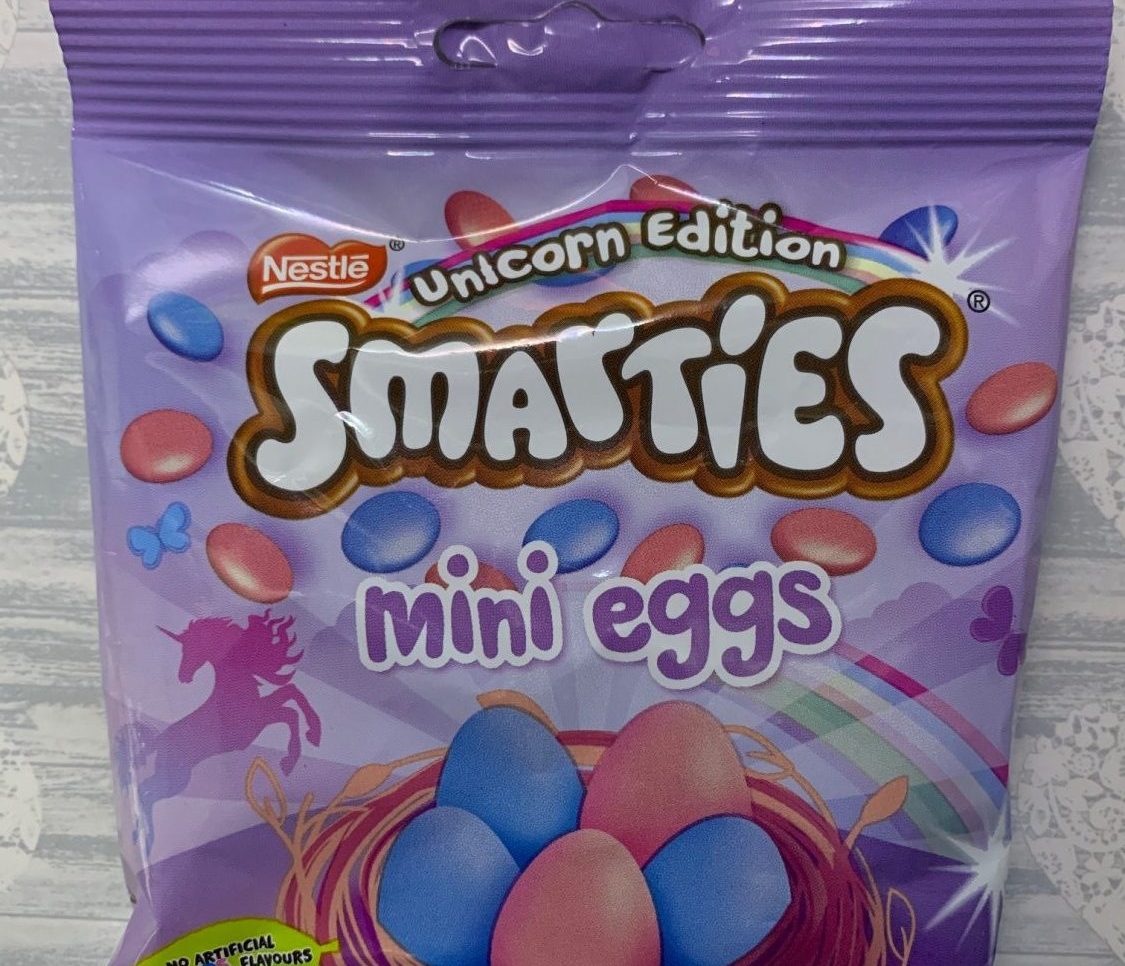 Nestlé ®
Unicorn Edition
SMARTIES ®
mini eggs
NO ARTIFICIAL
FLAVOURS